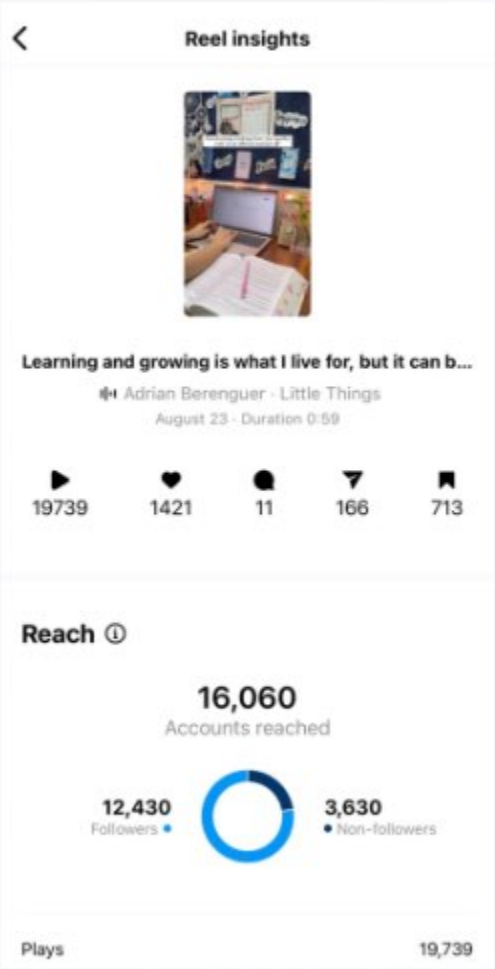 Reel insights
Learning and growing is what I live for, but it can b...
Adrian Berenguer · Little Things
August 23 · Duration 0:59
19739 1421 11 166 713
Reach
16,060
Accounts reached
12,430 3,630
Followers Non-followers
Plays 19,739